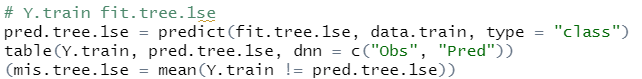 # Y.train fit.tree.1se
pred.tree.1se = predict(fit.tree.1se, data.train, type = "class")
table(Y.train, pred.tree.1se, dnn = c("Obs", "Pred"))
(mis.tree.1se = mean(Y.train != pred.tree.1se))